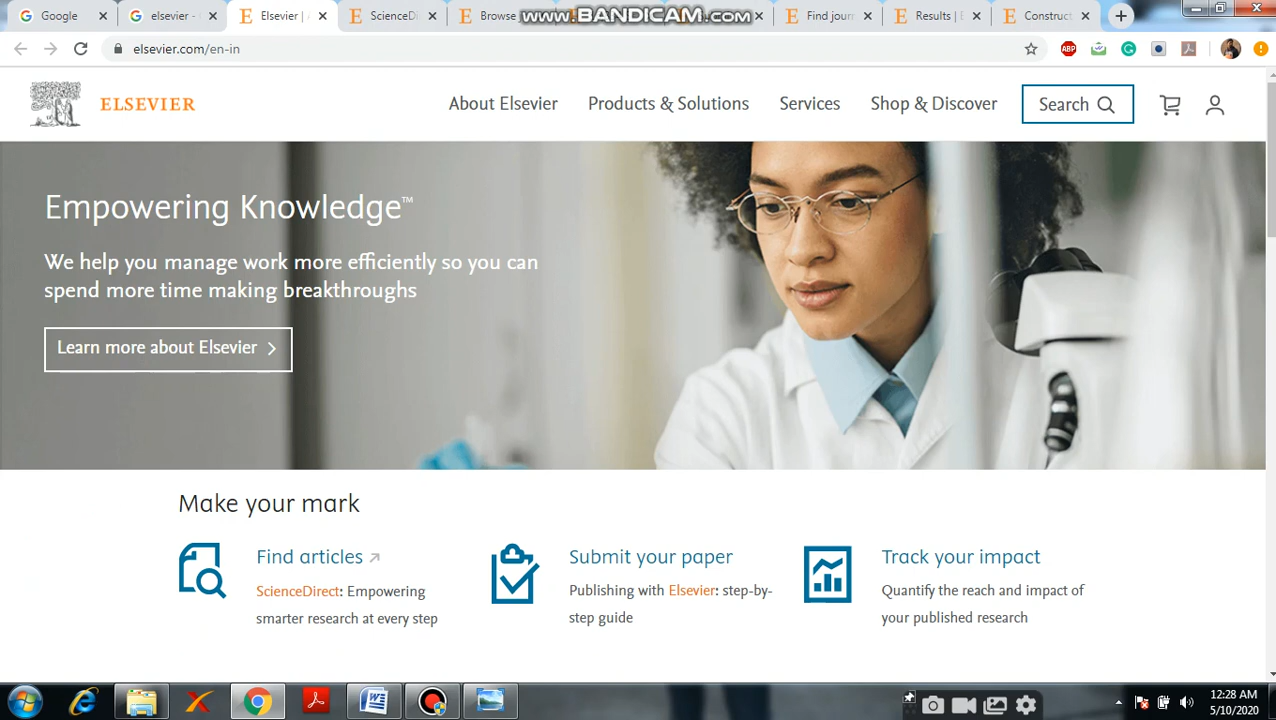 Google
elsevier -
Elsevier |
ScienceDi
Browse
www.BANDICAM.com
Find journ
Results |
Construct
elsevier.com/en-in
ABP
ELSEVIER
About Elsevier
Products & Solutions
Services
Shop & Discover
Search
Empowering Knowledge™
We help you manage work more efficiently so you can
spend more time making breakthroughs
Learn more about Elsevier
Make your mark
Find articles
ScienceDirect: Empowering
smarter research at every step
Submit your paper
Publishing with Elsevier: step-by-
step guide
Track your impact
Quantify the reach and impact of
your published research
12:28 AM
5/10/2020